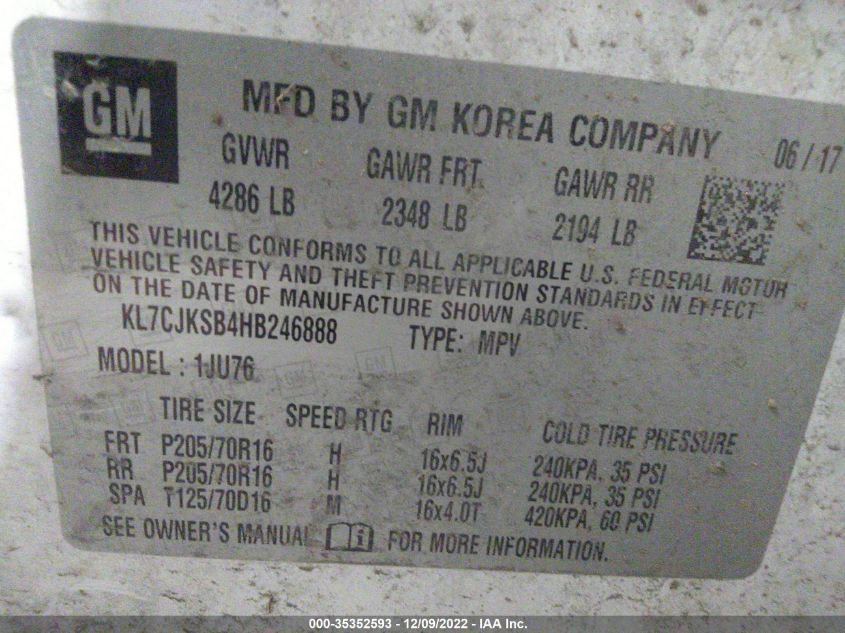 GM
MFD BY GM KOREA COMPANY 06/17
GVWR GAWR FRT. GAWR RR
4286 LB 2348 LB 2194 LB
THIS VEHICLE CONFORMS TO ALL APPLICABLE U.S. FEDERAL MOTOR
VEHICLE SAFETY AND THEFT PREVENTION STANDARDS IN EFFECT
ON THE DATE OF MANUFACTURE SHOWN ABOVE.
KL7CJKSB4HB246888 TYPE: MPV
MODEL : 1JU76
TIRE SIZE SPEED RTG RIM COLD TIRE PRESSURE
FRT P205/70R16 H 16x6.5J 240KPA, 35 PSI
RR P205/70R16 H 16x6.5J 240KPA, 35 PSI
SPA T125/70D16 M 16x4.0T 420KPA, 60 PSI
SEE OWNER'S MANUAL FOR MORE INFORMATION.
000-35352593 - 12/09/2022 - IAA Inc.